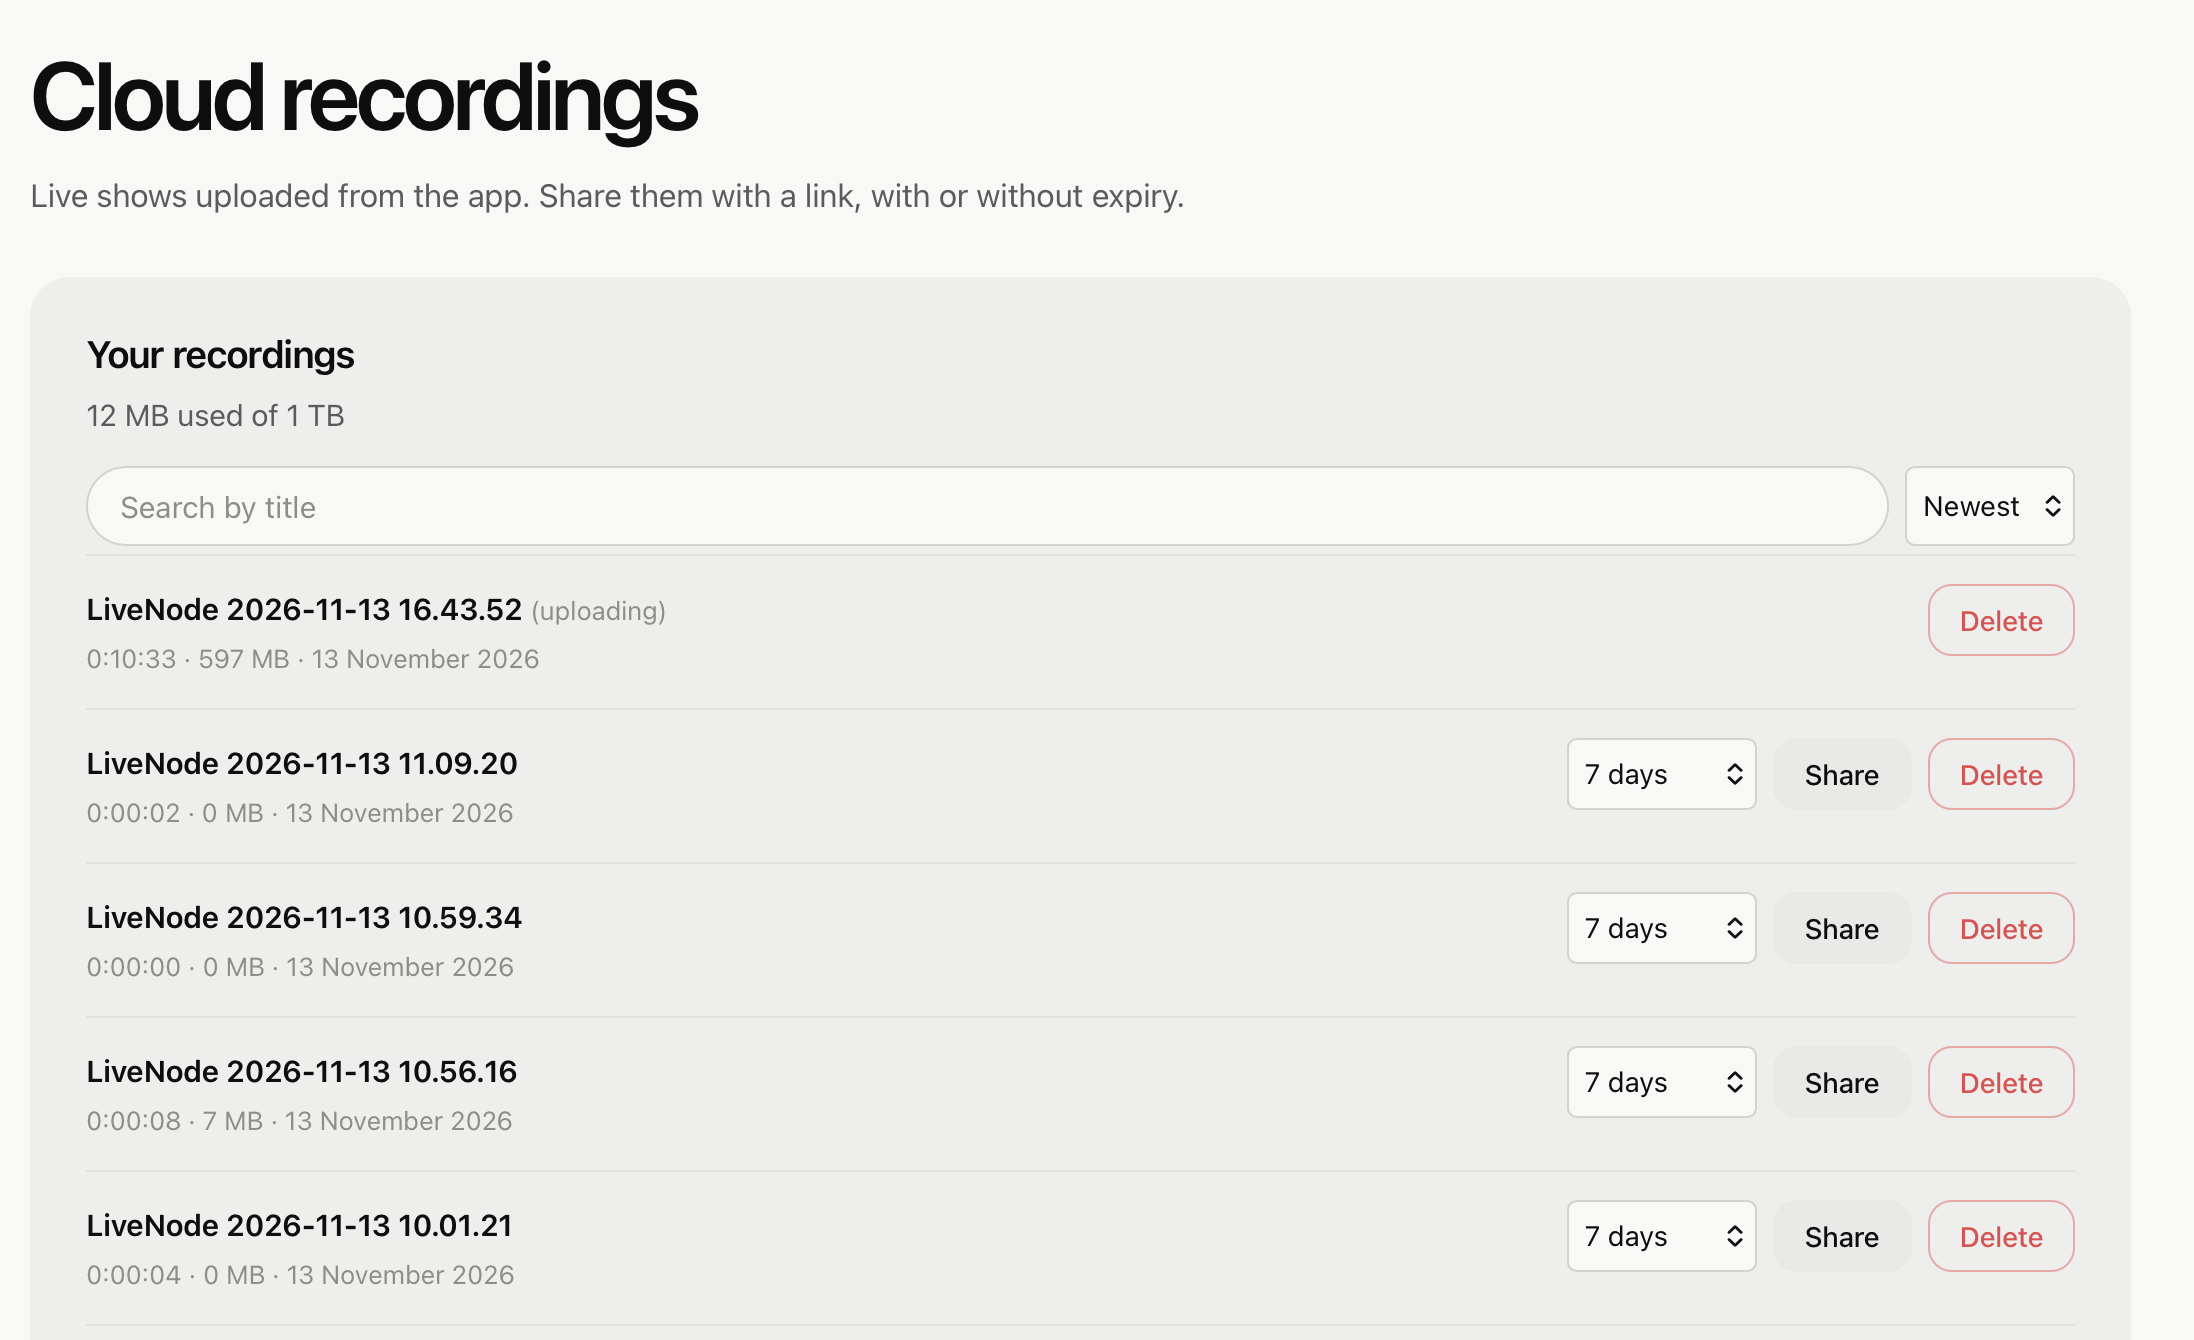 Cloud recordings
Live shows uploaded from the app. Share them with a link, with or without expiry.
Your recordings
12 MB used of 1 TB
Search by title
Newest
LiveNode 2026-11-13 16.43.52 (uploading)
Delete
0:10:33 · 597 MB · 13 November 2026
LiveNode 2026-11-13 11.09.20
7 days Share Delete
0:00:02 · 0 MB · 13 November 2026
LiveNode 2026-11-13 10.59.34
7 days Share Delete
0:00:00 · 0 MB · 13 November 2026
LiveNode 2026-11-13 10.56.16
7 days Share Delete
0:00:08 · 7 MB · 13 November 2026
LiveNode 2026-11-13 10.01.21
7 days Share Delete
0:00:04 · 0 MB · 13 November 2026